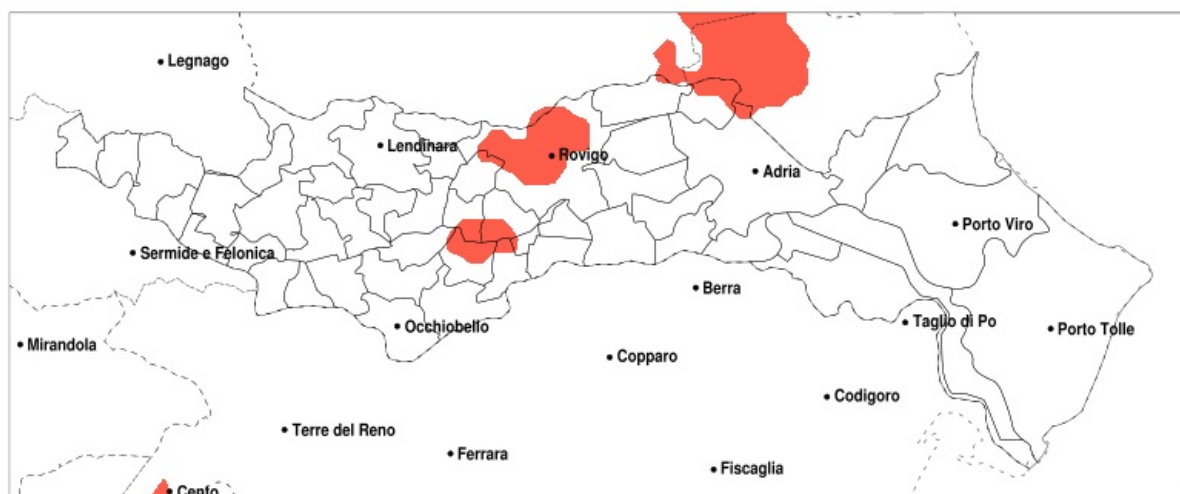 Legnago
Lendinara
Rovigo
Adria
Porto Viro
Sermide e Felonica
Berra
Occhiobello
Taglio di Po
Porto Tolle
Mirandola
Copparo
Codigoro
Terre del Reno
Ferrara
Fiscaglia
Cento